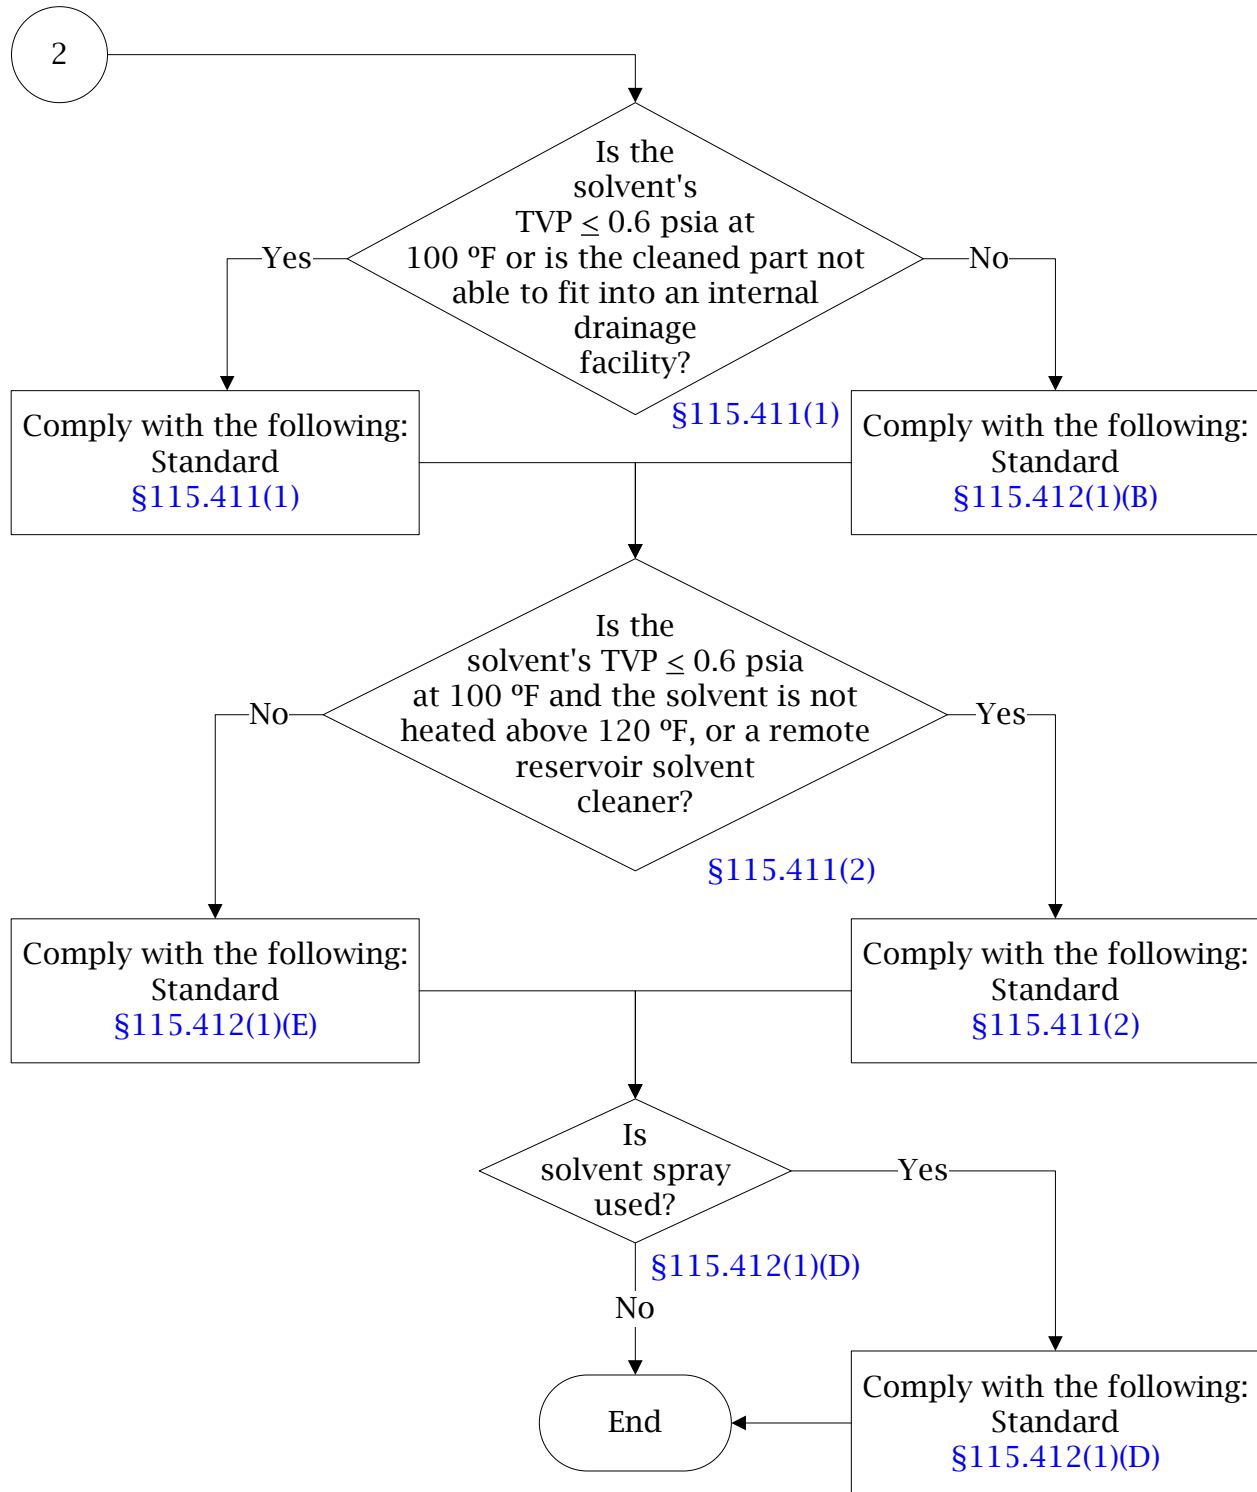 2
Is the
solvent's
TVP ≤ 0.6 psia at
100 ºF or is the cleaned part not
able to fit into an internal
drainage
facility?
Yes
No
§115.411(1)
Comply with the following:
Standard
§115.411(1)
Comply with the following:
Standard
§115.412(1)(B)
Is the
solvent's TVP ≤ 0.6 psia
at 100 ºF and the solvent is not
heated above 120 ºF, or a remote
reservoir solvent
cleaner?
No
Yes
§115.411(2)
Comply with the following:
Standard
§115.412(1)(E)
Comply with the following:
Standard
§115.411(2)
Is
solvent spray
used?
Yes
§115.412(1)(D)
No
End
Comply with the following:
Standard
§115.412(1)(D)